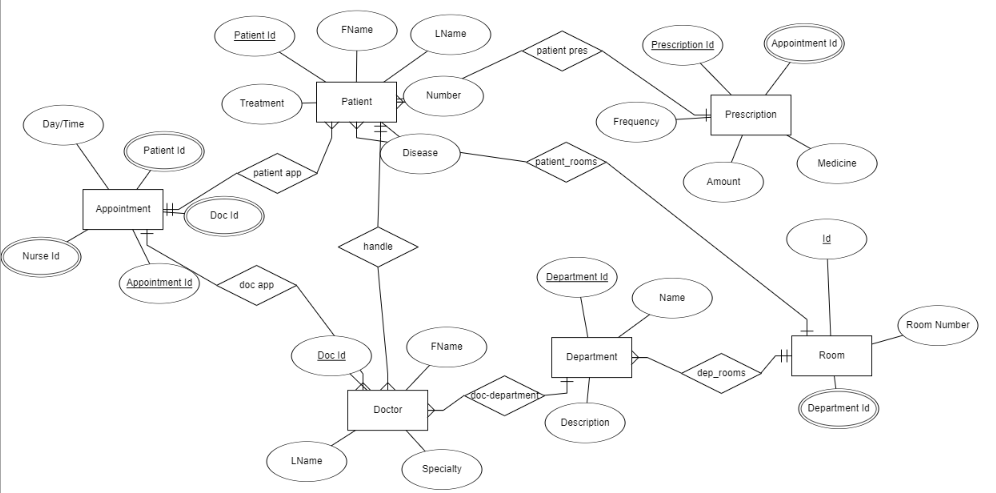 Patient Id
FName
LName
patient pres
Prescription Id
Appointment Id
Treatment
Patient
Number
Frequency
Prescription
Day/Time
Patient Id
Disease
patient_rooms
Medicine
patient app
Amount
Appointment
Doc Id
Id
Nurse Id
handle
Appointment Id
doc app
Department Id
Name
Room Number
Doc Id
FName
Department
Room
dep_rooms
Doctor
doc-department
Description
Department Id
LName
Specialty